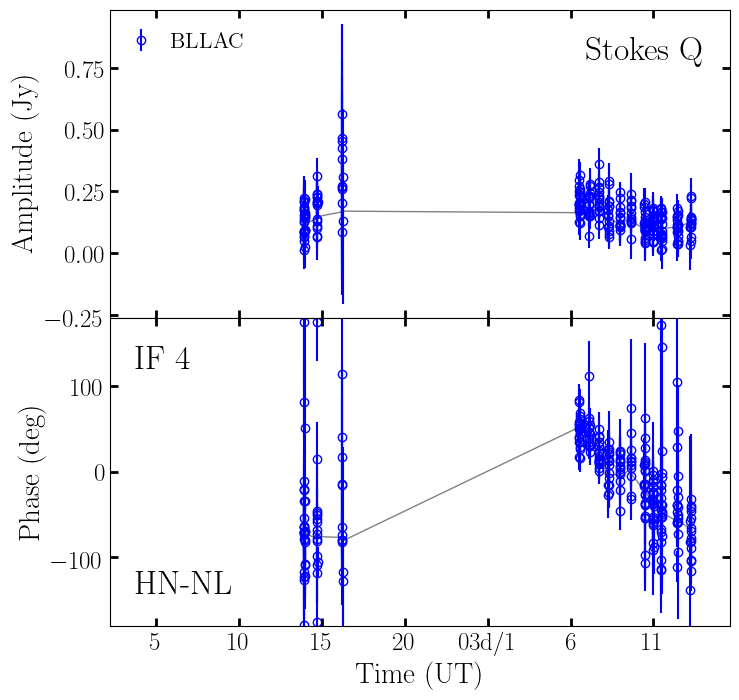 BLLAC
Stokes Q
0.75
0.50
0.25
0.00
−0.25
Amplitude (Jy)
IF 4
100
0
−100
Phase (deg)
HN-NL
5 10 15 20 03d/1 6 11
Time (UT)